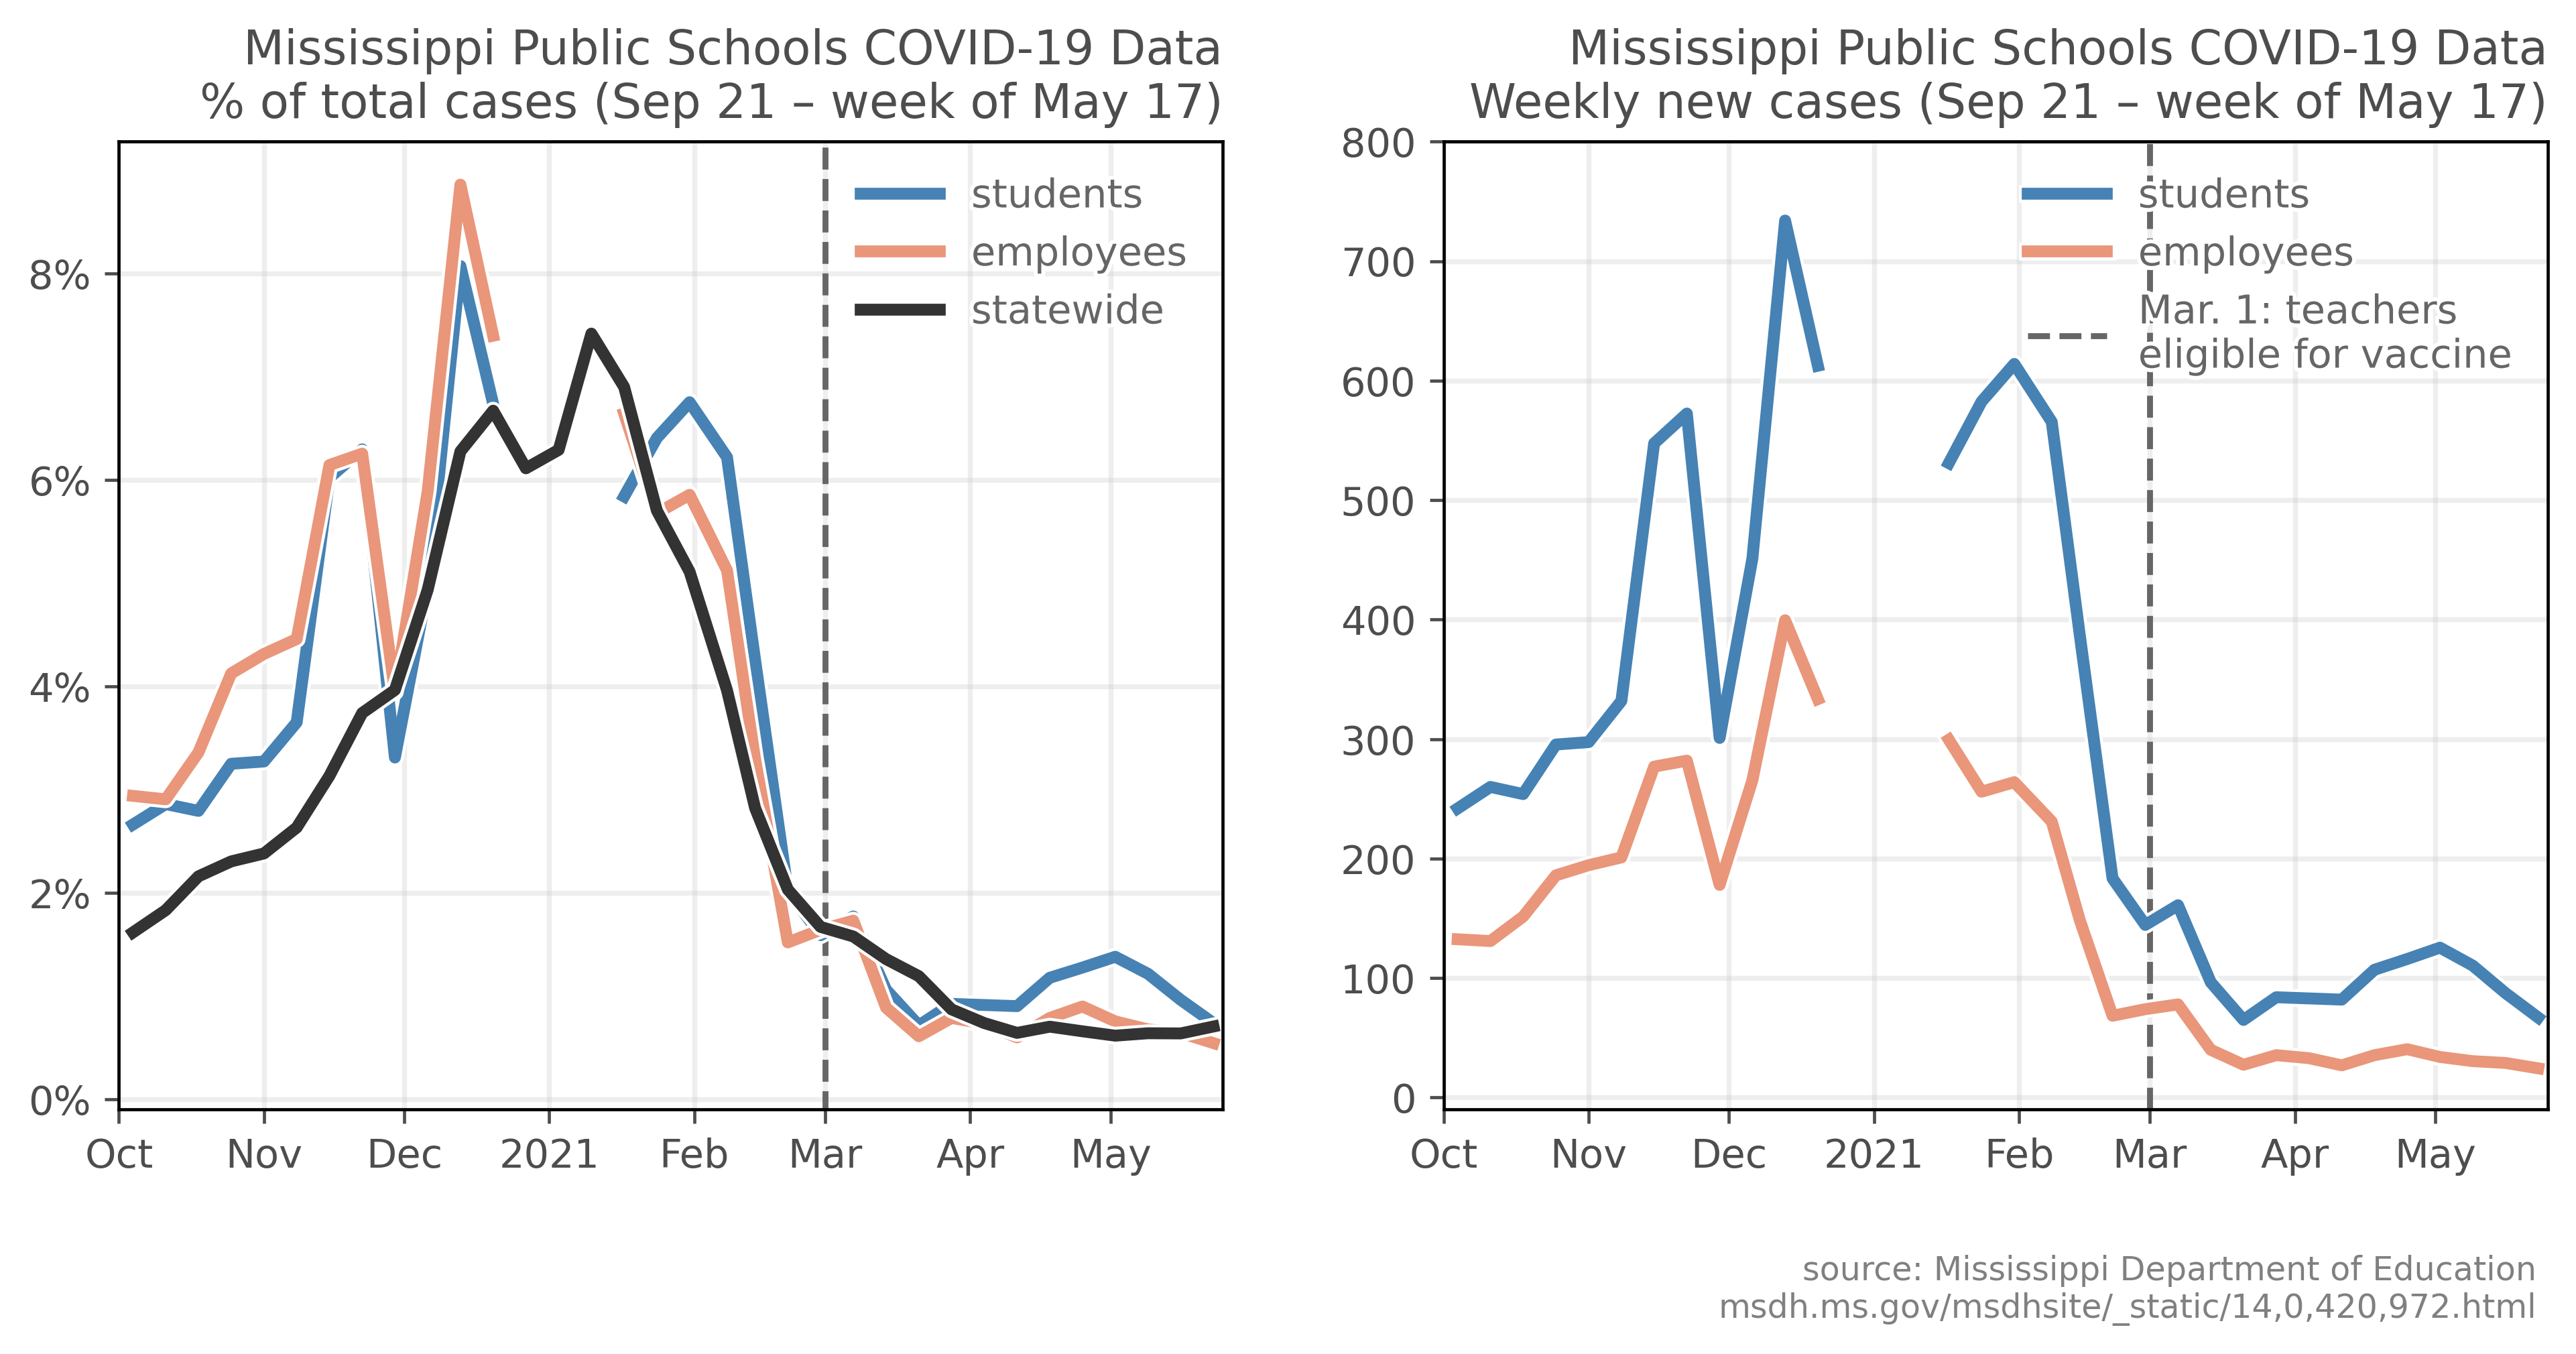 Mississippi Public Schools COVID-19 Data
% of total cases (Sep 21 – week of May 17)
8%
6%
4%
2%
0%
Oct Nov Dec 2021 Feb Mar Apr May
students
employees
statewide
Mississippi Public Schools COVID-19 Data
Weekly new cases (Sep 21 – week of May 17)
800
700
600
500
400
300
200
100
0
Oct Nov Dec 2021 Feb Mar Apr May
students
employees
Mar. 1: teachers
eligible for vaccine
source: Mississippi Department of Education
msdh.ms.gov/msdhsite/_static/14,0,420,972.html